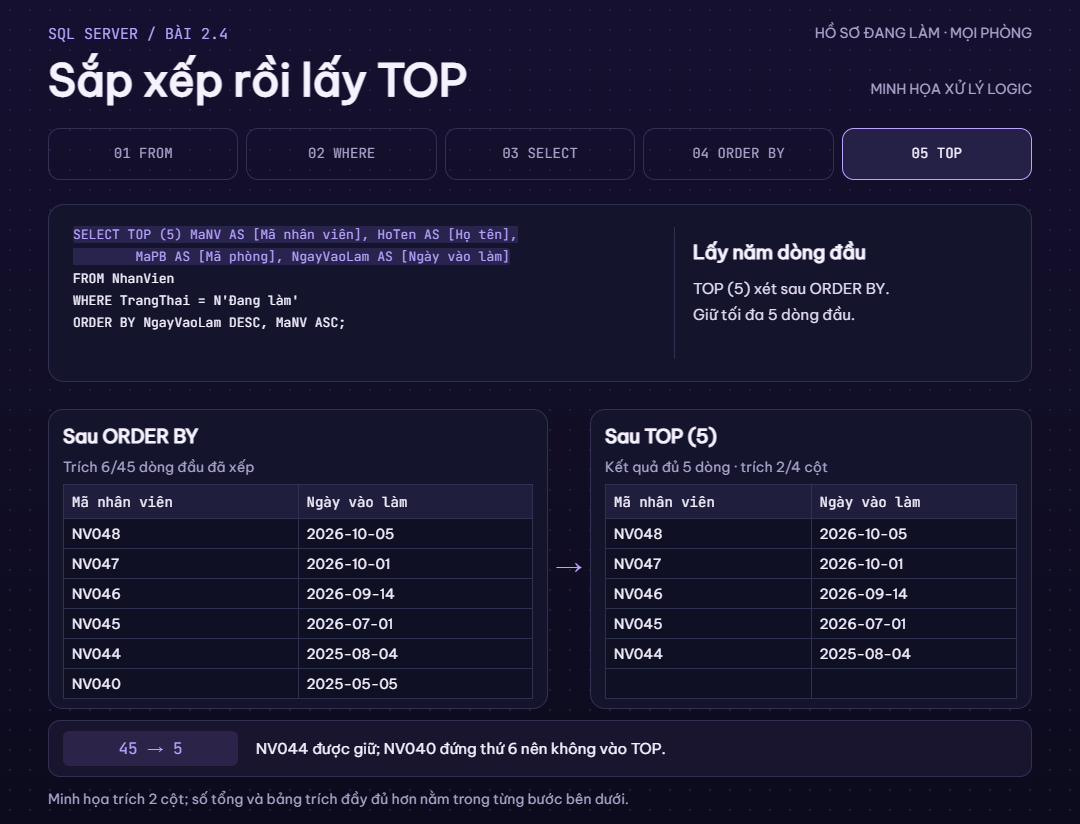 SQL SERVER / BÀI 2.4
HỒ SƠ ĐANG LÀM · MỌI PHÒNG
Sắp xếp rồi lấy TOP
MINH HỌA XỬ LÝ LOGIC
01 FROM
02 WHERE
03 SELECT
04 ORDER BY
05 TOP
SELECT TOP (5) MaNV AS [Mã nhân viên], HoTen AS [Họ tên],
MaPB AS [Mã phòng], NgayVaoLam AS [Ngày vào làm]
FROM NhanVien
WHERE TrangThai = N'Đang làm'
ORDER BY NgayVaoLam DESC, MaNV ASC;
Lấy năm dòng đầu
TOP (5) xét sau ORDER BY.
Giữ tối đa 5 dòng đầu.
Sau ORDER BY
Trích 6/45 dòng đầu đã xếp
Mã nhân viên Ngày vào làm
NV048 2026-10-05
NV047 2026-10-01
NV046 2026-09-14
NV045 2026-07-01
NV044 2025-08-04
NV040 2025-05-05
→
Sau TOP (5)
Kết quả đủ 5 dòng · trích 2/4 cột
Mã nhân viên Ngày vào làm
NV048 2026-10-05
NV047 2026-10-01
NV046 2026-09-14
NV045 2026-07-01
NV044 2025-08-04
45 → 5
NV044 được giữ; NV040 đứng thứ 6 nên không vào TOP.
Minh họa trích 2 cột; số tổng và bảng trích đầy đủ hơn nằm trong từng bước bên dưới.